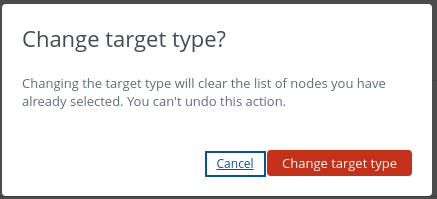 Change target type?
Changing the target type will clear the list of nodes you have
already selected. You can't undo this action.
Cancel
Change target type